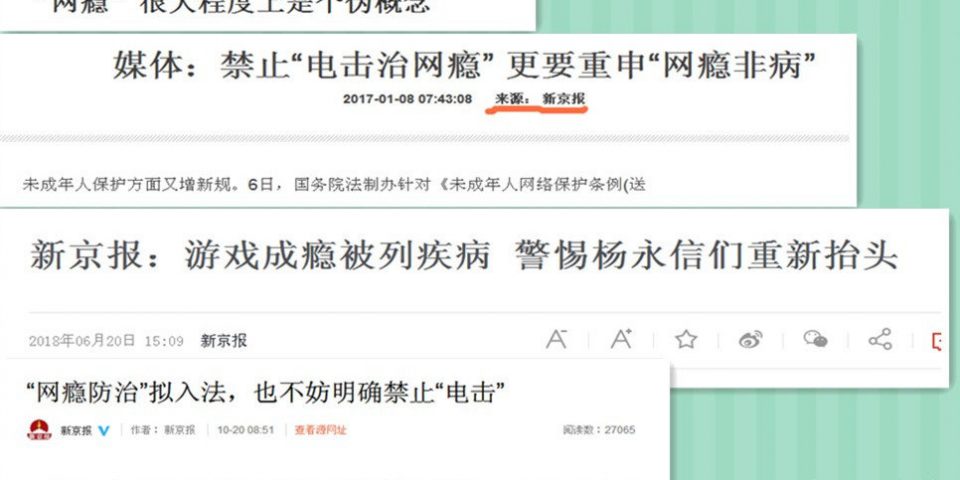 “网瘾”很大程度上是个伪概念
媒体：禁止“电击治网瘾” 更要重申“网瘾非病”
2017-01-08 07:43:08 来源： 新京报
未成年人保护方面又增新规。6日，国务院法制办针对《未成年人网络保护条例(送
新京报：游戏成瘾被列疾病 警惕杨永信们重新抬头
2018年06月20日 15:09 新京报 A- A+
“网瘾防治”拟入法，也不妨明确禁止“电击”
新京报 作者： 新京报 10-20 08:51 查看源网址 阅读数：27065